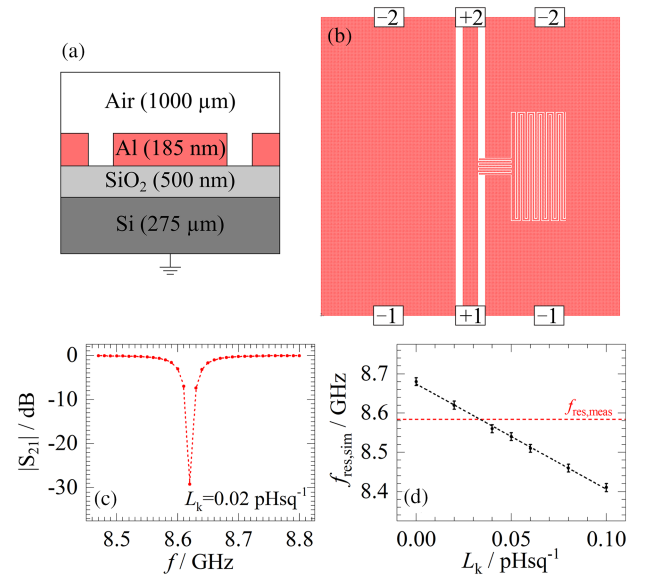 (a)
Air (1000 µm)
Al (185 nm)
SiO₂ (500 nm)
Si (275 µm)
(b)
−2 +2 −2
−1 +1 −1
|S₂₁| / dB
0
-10
-20
-30
(c)
Lₖ=0.02 pHsq⁻¹
8.5 8.6 8.7 8.8
f / GHz
f_res,sim / GHz
8.7
8.6
8.5
8.4
f_res,meas
(d)
0.00 0.05 0.10
Lₖ / pHsq⁻¹